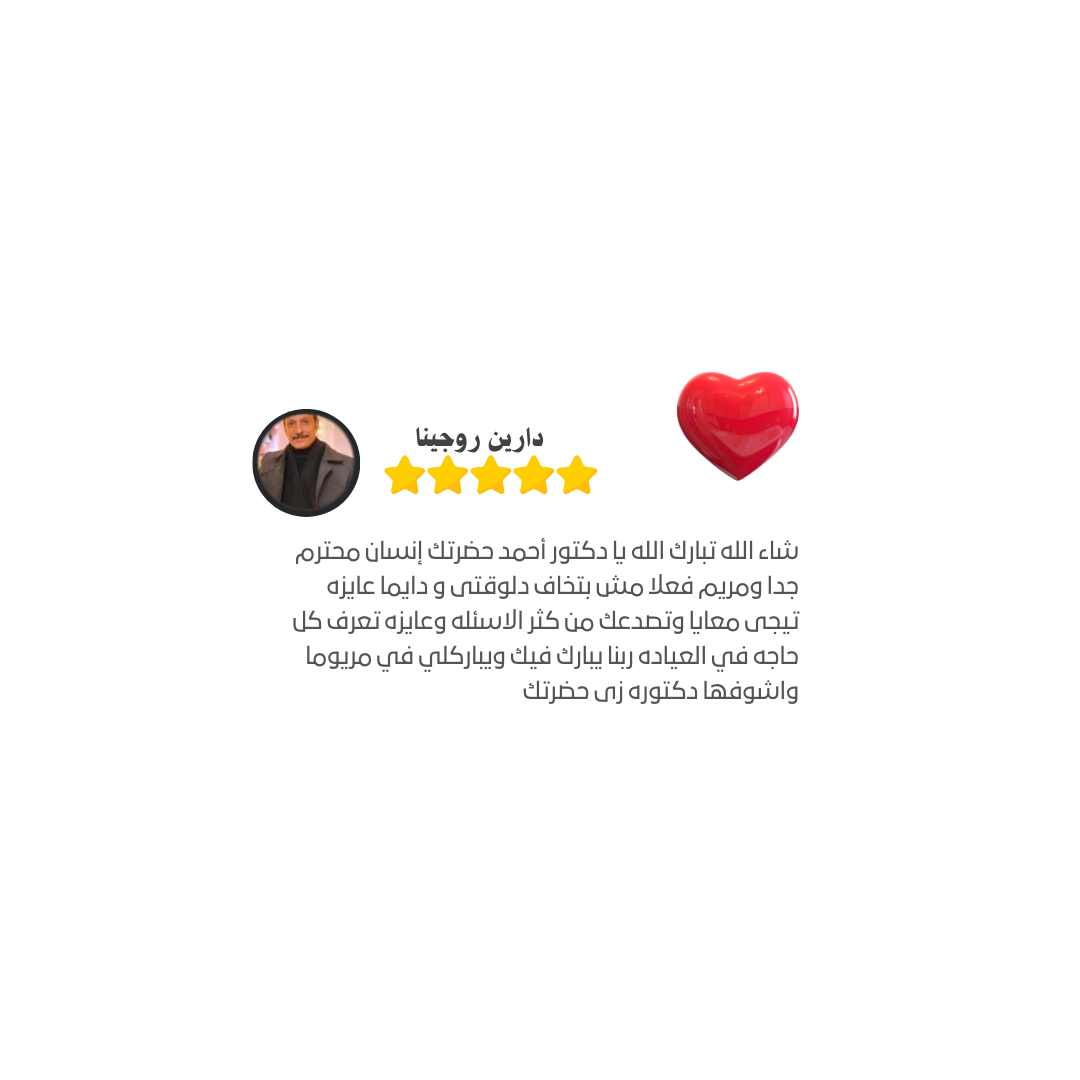 دارين روجينا
شاء الله تبارك الله يا دكتور أحمد حضرتك إنسان محترم
جدا ومريم فعلا مش بتخاف دلوقتى و دايما عايزه
تيجى معايا وتصدعك من كثر الاسئله وعايزه تعرف كل
حاجه في العياده ربنا يبارك فيك ويباركلي في مريوما
واشوفها دكتوره زى حضرتك